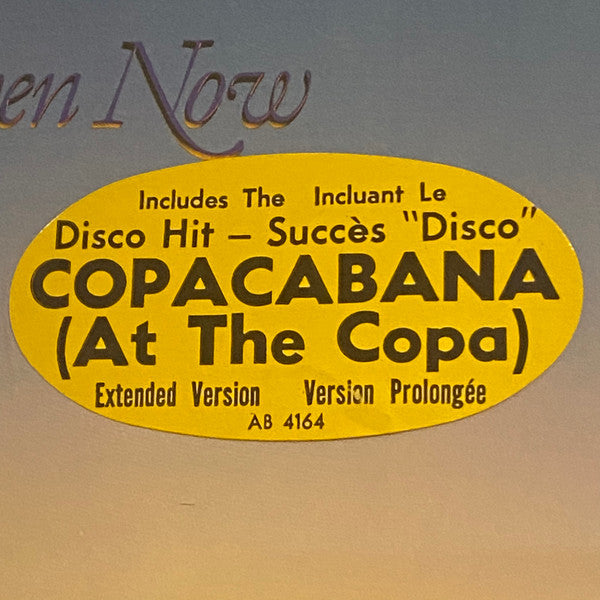 en Now
Includes The Incluant Le
Disco Hit – Succès "Disco"
COPACABANA
(At The Copa)
Extended Version Version Prolongée
AB 4164